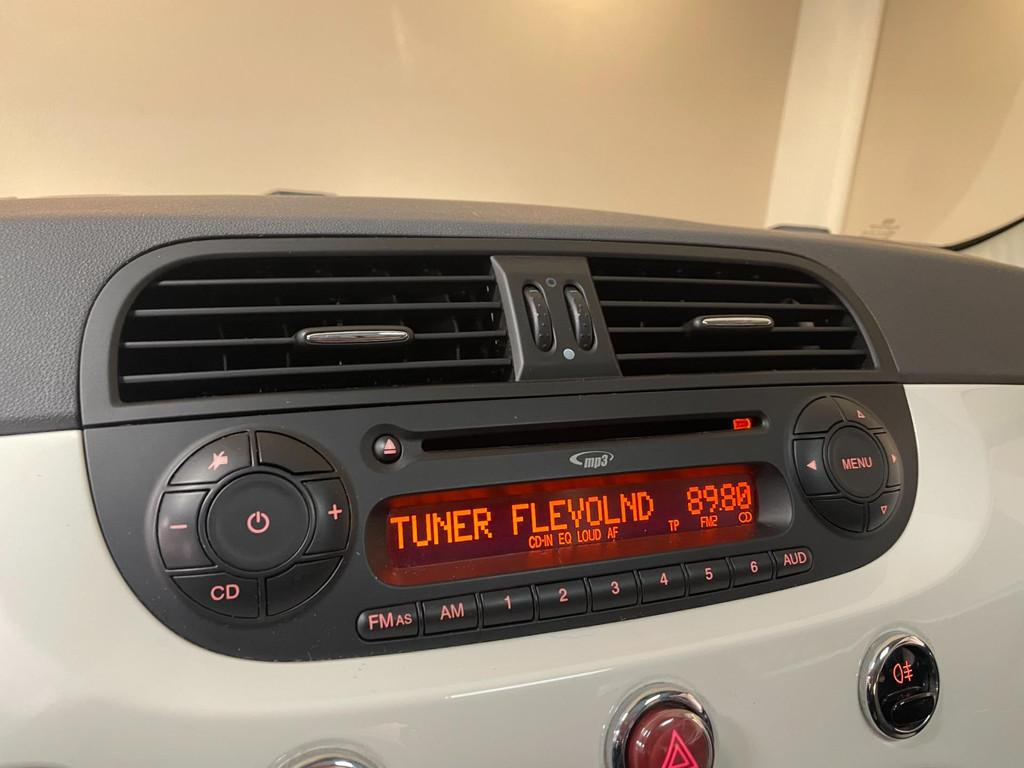 mp3
MENU
TUNER FLEVOLND 89.80
CD-IN EQ LOUD AF TP FM2 CD
CD
FM AS AM 1 2 3 4 5 6 AUD